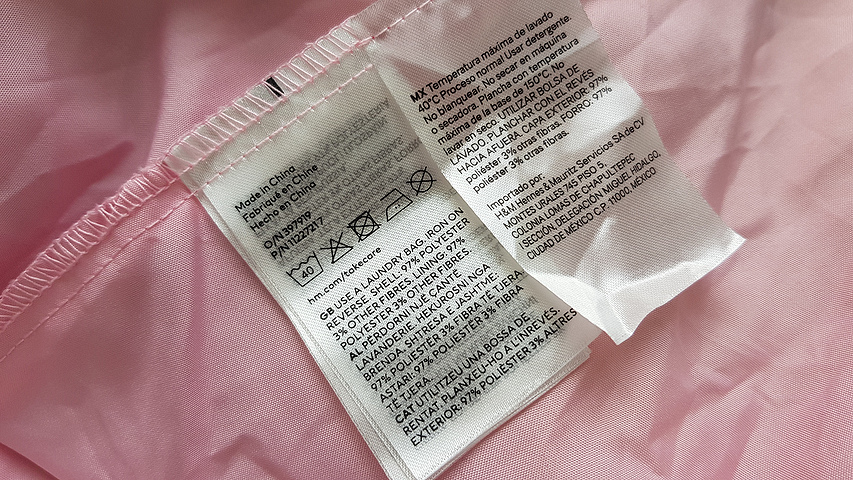 Made in China
Fabriqué en Chine
Hecho en China
O/N 397919
P/N 11227217
40
hm.com/takecare
GB USE A LAUNDRY BAG, IRON ON
REVERSE. SHELL: 97% POLYESTER
3% OTHER FIBRES. LINING: 97%
POLYESTER 3% OTHER FIBRES.
AL PERDORNI NJË ÇANTË
LAVANDERIE, HEKUROSNI NGA
BRENDA, SHTRESA E JASHTME:
97% POLIESTER 3% FIBRA TË TJERA.
ASTARI: 97% POLIESTER 3% FIBRA
TË TJERA.
CAT UTILITZEU UNA BOSSA DE
RENTAT. PLANXEU-HO A L'INREVÉS.
EXTERIOR: 97% POLIÈSTER 3% ALTRES
MX Temperatura máxima de lavado
40°C Proceso normal Usar detergente.
No blanquear. No secar en máquina
o secadora. Plancha con temperatura
máxima de la base de 150°C. No
lavar en seco. UTILIZAR BOLSA DE
LAVADO, PLANCHAR CON EL REVÉS
HACIA AFUERA. CAPA EXTERIOR: 97%
poliéster 3% otras fibras. FORRO: 97%
poliéster 3% otras fibras.
Importado por:
H&M Hennes & Mauritz Servicios SA de CV
MONTES URALES 745 PISO 5,
COLONIA LOMAS DE CHAPULTEPEC
I SECCIÓN, DELEGACIÓN MIGUEL HIDALGO,
CIUDAD DE MÉXICO C.P. 11000, MÉXICO